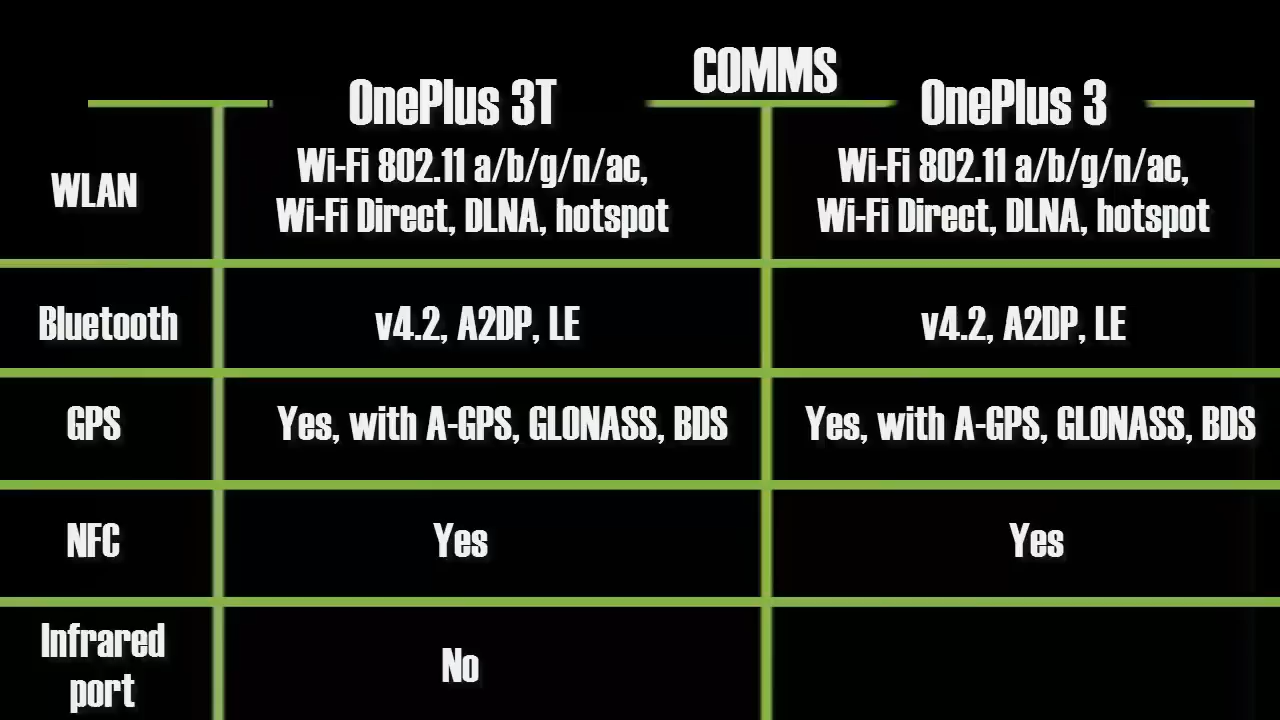 COMMS
OnePlus 3T
OnePlus 3
WLAN
Wi-Fi 802.11 a/b/g/n/ac,
Wi-Fi Direct, DLNA, hotspot
Wi-Fi 802.11 a/b/g/n/ac,
Wi-Fi Direct, DLNA, hotspot
Bluetooth
v4.2, A2DP, LE
v4.2, A2DP, LE
GPS
Yes, with A-GPS, GLONASS, BDS
Yes, with A-GPS, GLONASS, BDS
NFC
Yes
Yes
Infrared
port
No